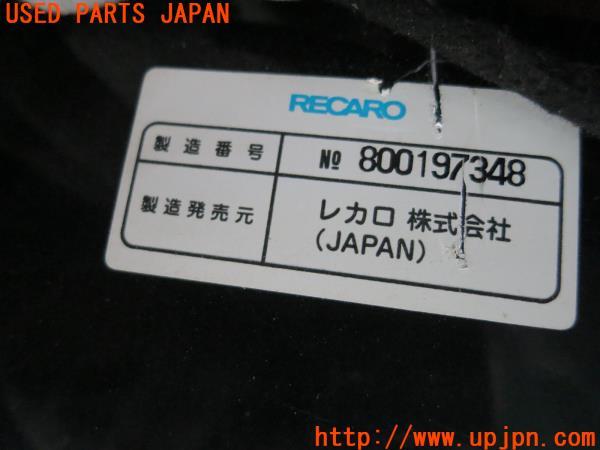 USED PARTS JAPAN
RECARO
製造番号 № 800197348
製造発売元 レカロ 株式会社
(JAPAN)
http://www.upjpn.com/